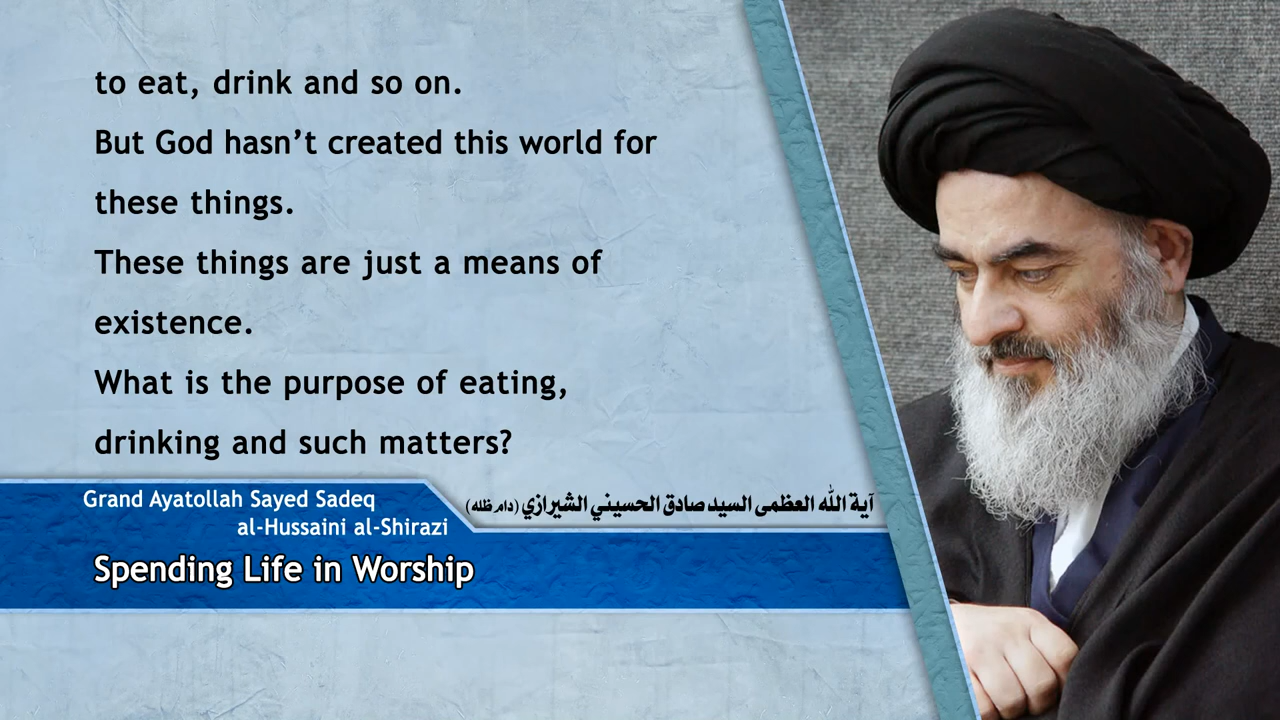 to eat, drink and so on.
But God hasn’t created this world for
these things.
These things are just a means of
existence.
What is the purpose of eating,
drinking and such matters?
Grand Ayatollah Sayed Sadeq
al-Hussaini al-Shirazi
آية الله العظمى السيد صادق الحسيني الشيرازي (دام ظله)
Spending Life in Worship